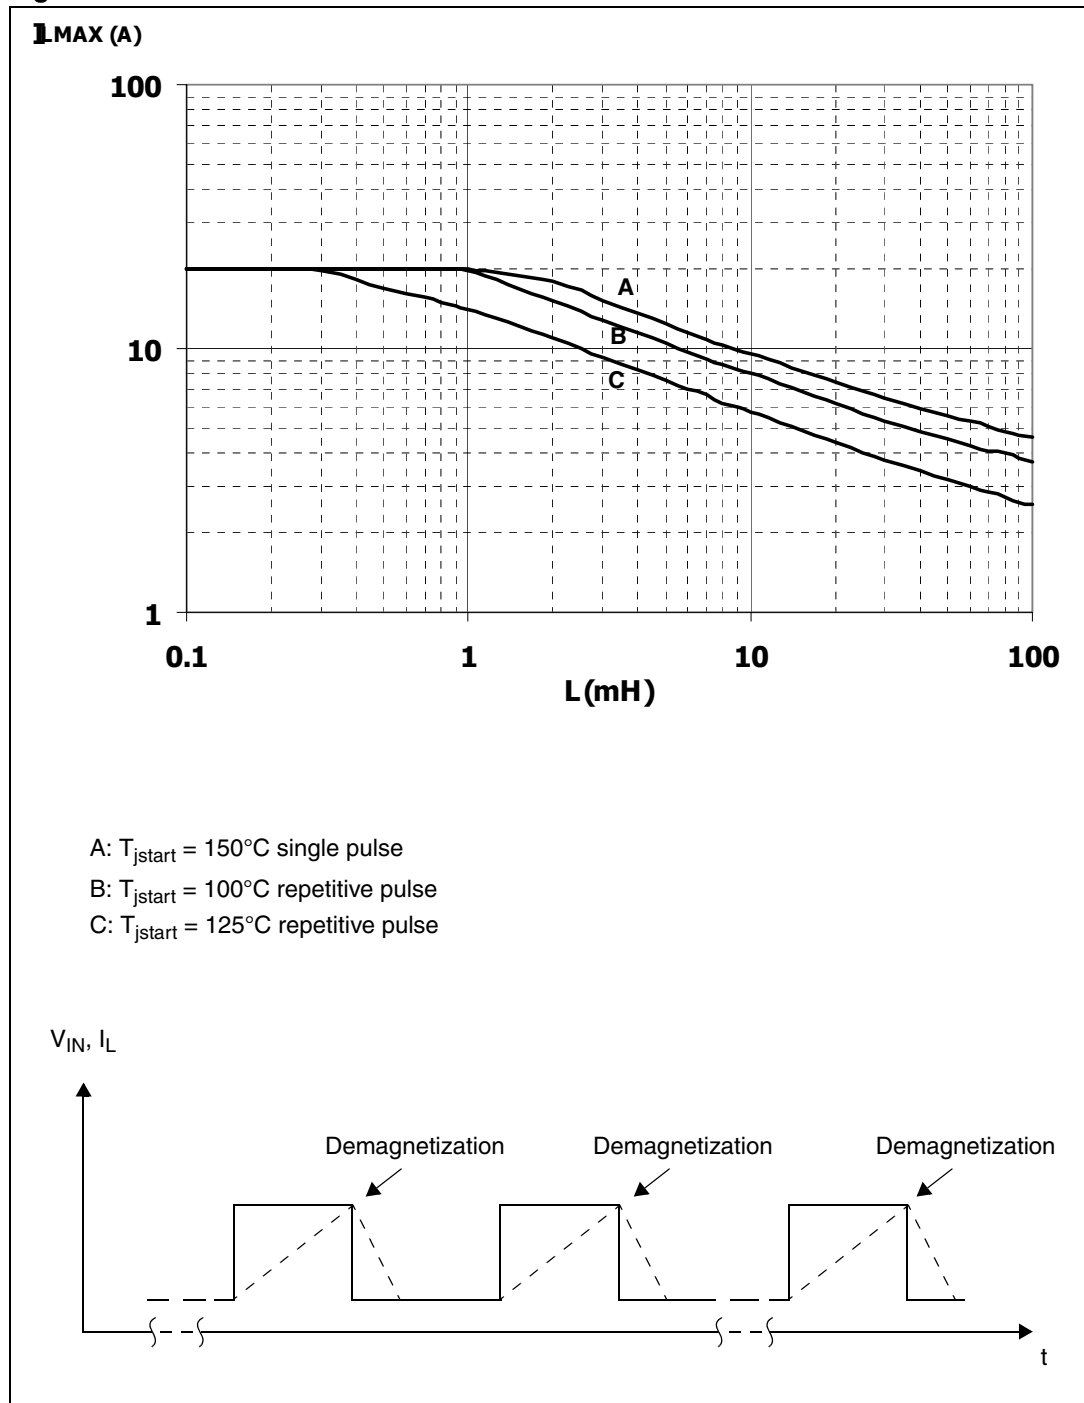 ILMAX (A)
100
10
1
A
B
C
0.1 1 10 100
L (mH)
A: Tjstart = 150°C single pulse
B: Tjstart = 100°C repetitive pulse
C: Tjstart = 125°C repetitive pulse
VIN, IL
Demagnetization Demagnetization Demagnetization
t